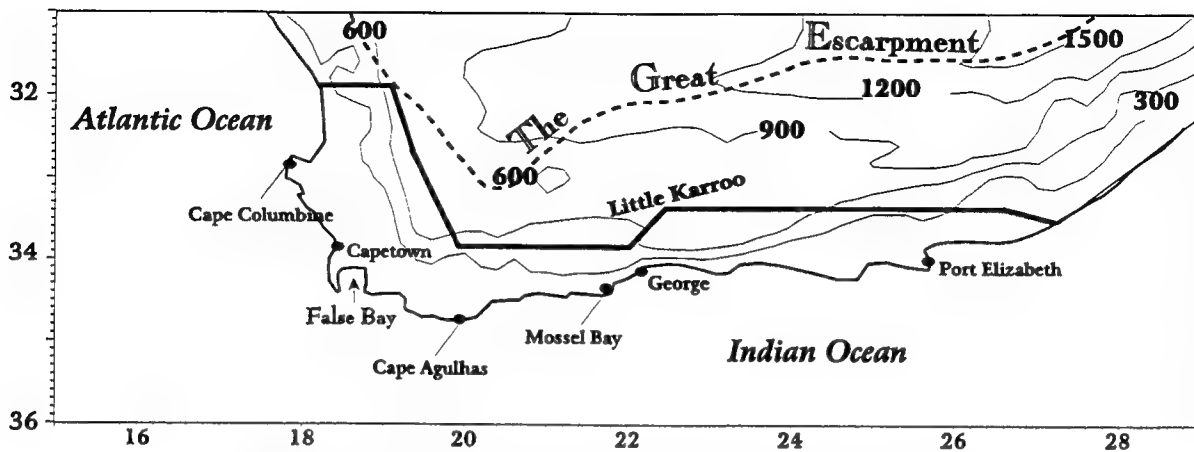 600
The Great Escarpment
1500
32
1200
300
Atlantic Ocean
900
600
Little Karroo
Cape Columbine
34
Capetown
Port Elizabeth
George
False Bay
Mossel Bay
Indian Ocean
Cape Agulhas
36
16 18 20 22 24 26 28